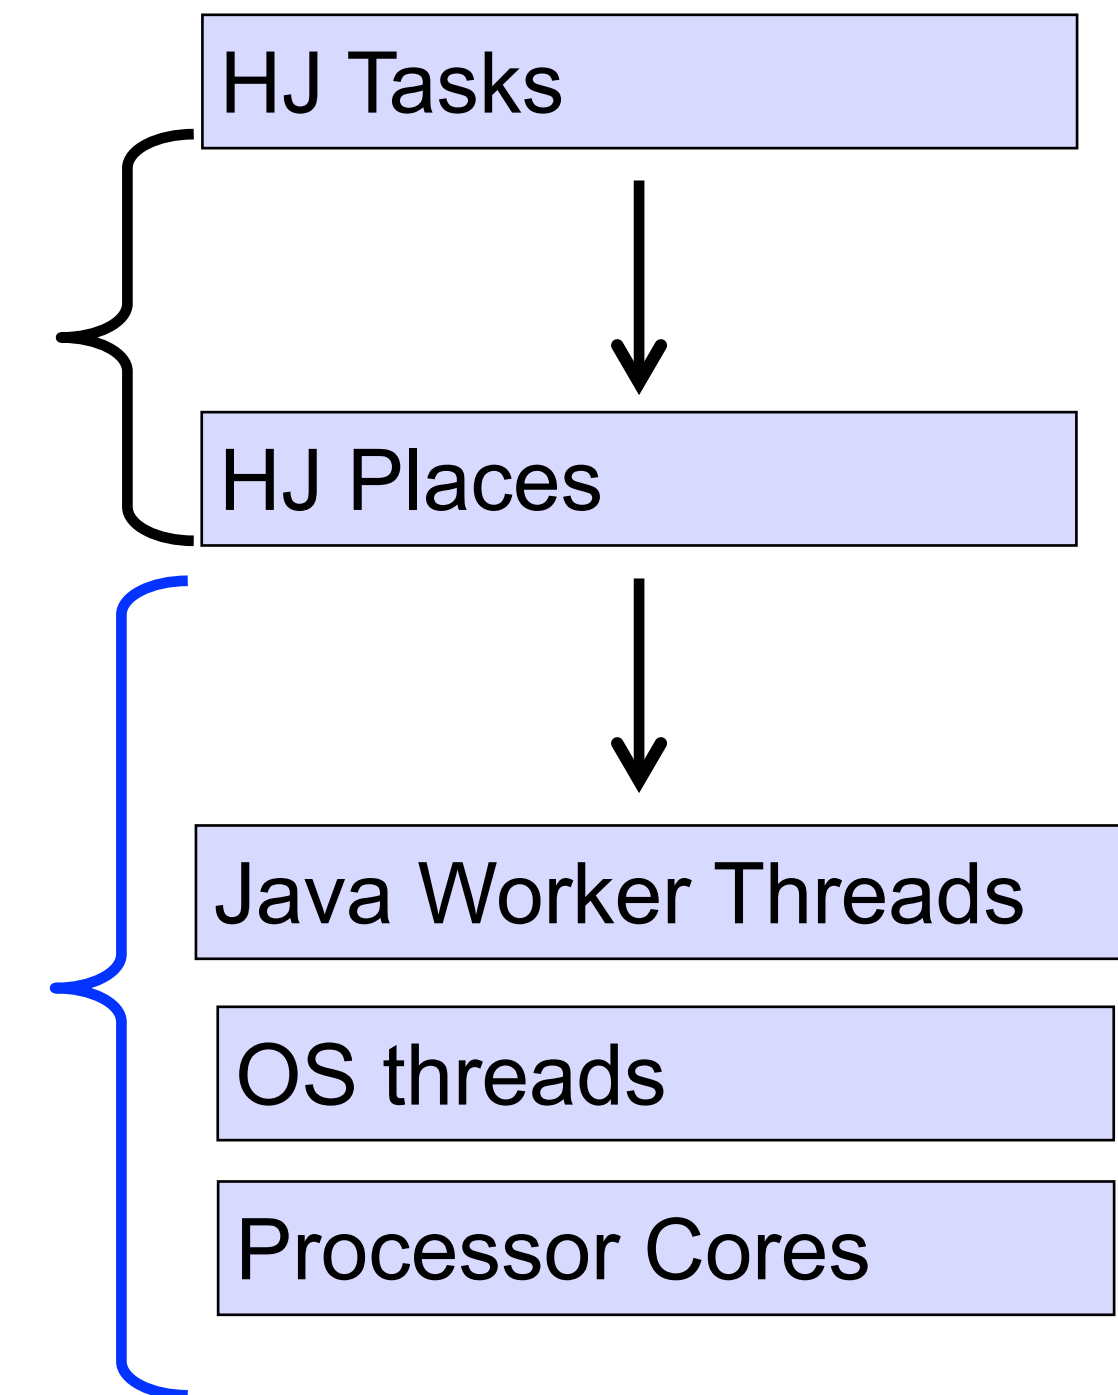 HJ Tasks
HJ Places
Java Worker Threads
OS threads
Processor Cores